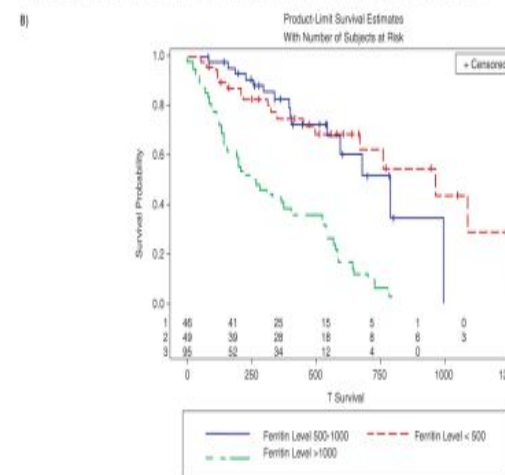 B)
Product-Limit Survival Estimates
With Number of Subjects at Risk
+ Censored
Survival Probability
1.0
0.8
0.6
0.4
0.2
0.0
1 46 41 25 15 5 1 0
2 49 39 28 18 8 6 3
3 95 52 34 12 4 0
0 250 500 750 1000
T Survival
Ferritin Level 500-1000 Ferritin Level < 500
Ferritin Level >1000